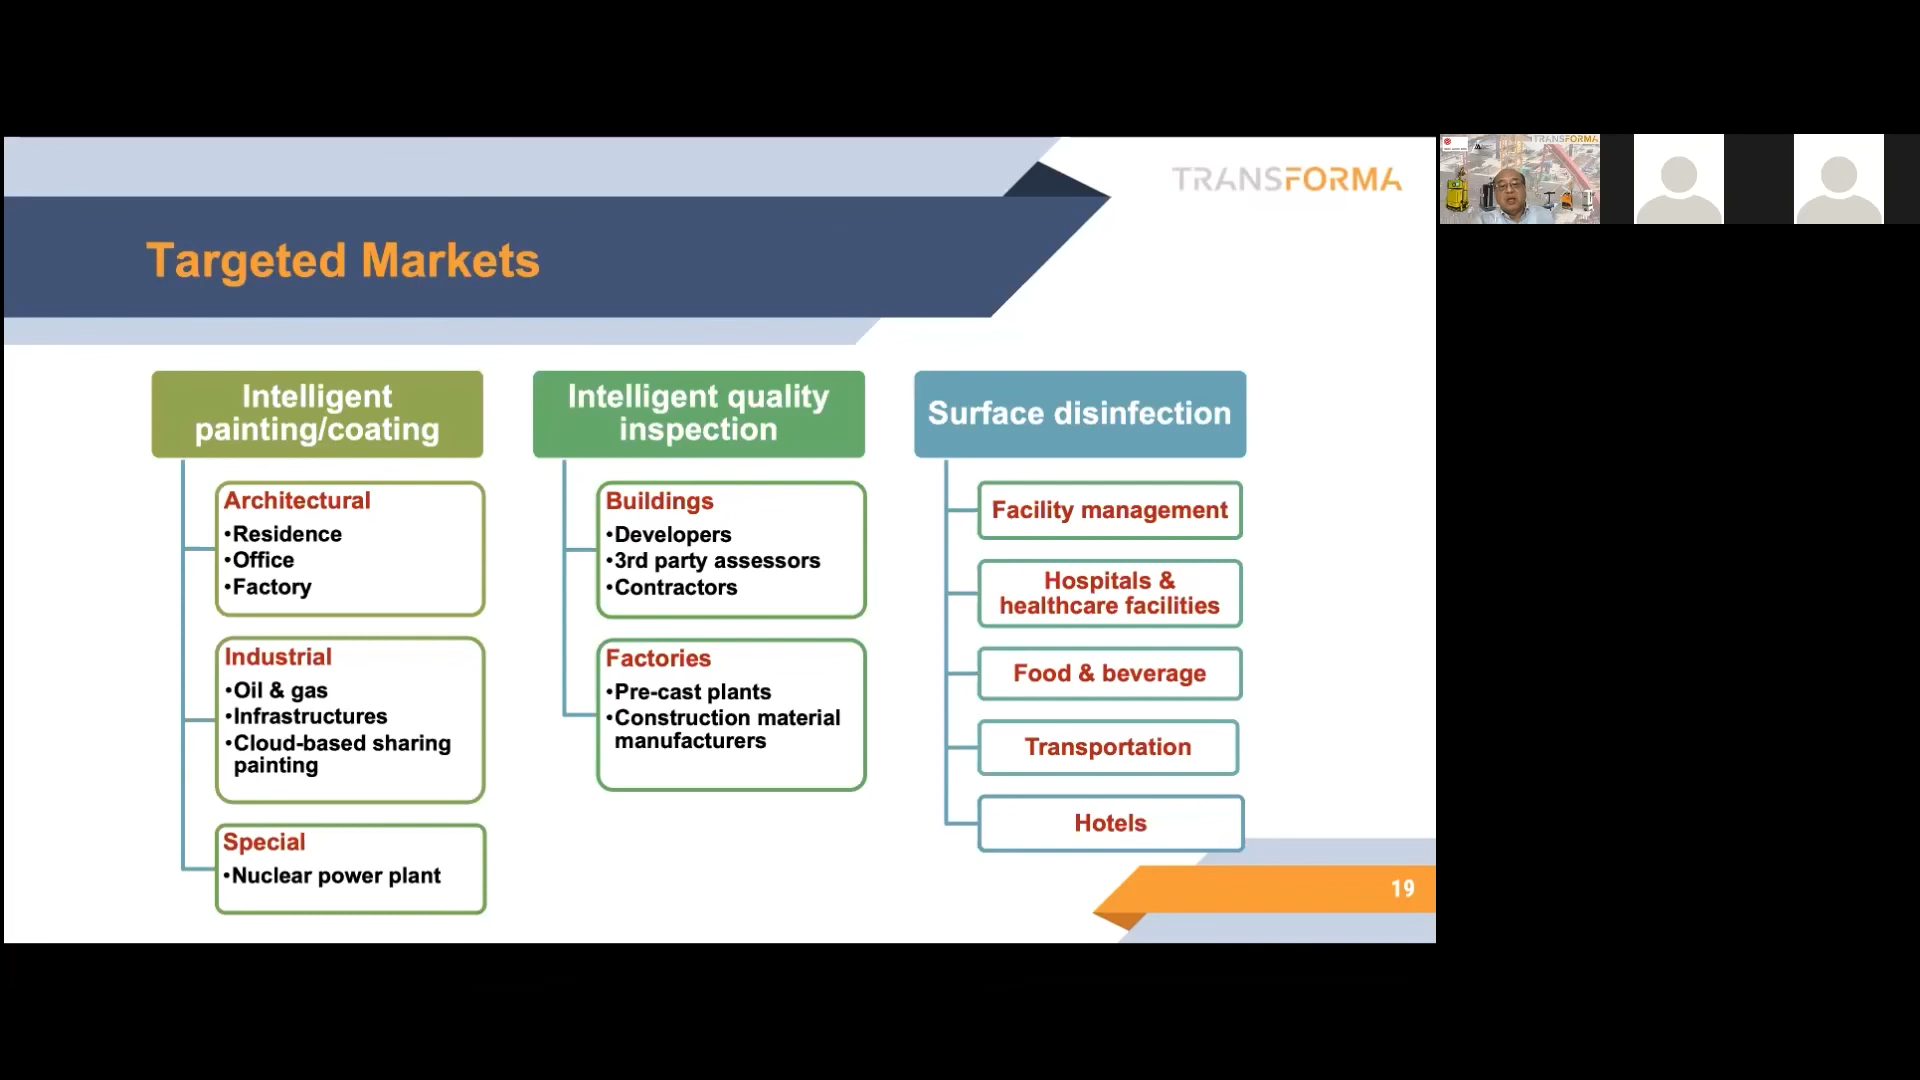 TRANSFORMA
Targeted Markets
Intelligent
painting/coating
Architectural
•Residence
•Office
•Factory
Industrial
•Oil & gas
•Infrastructures
•Cloud-based sharing
painting
Special
•Nuclear power plant
Intelligent quality
inspection
Buildings
•Developers
•3rd party assessors
•Contractors
Factories
•Pre-cast plants
•Construction material
manufacturers
Surface disinfection
Facility management
Hospitals &
healthcare facilities
Food & beverage
Transportation
Hotels
19
TRANSFORMA